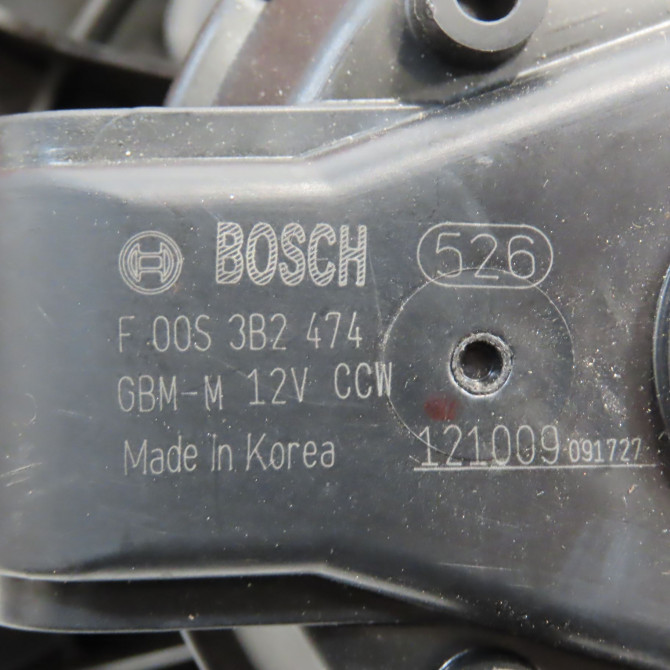 BOSCH 526
F 00S 3B2 474
GBM-M 12V CCW
Made in Korea 121009 091727